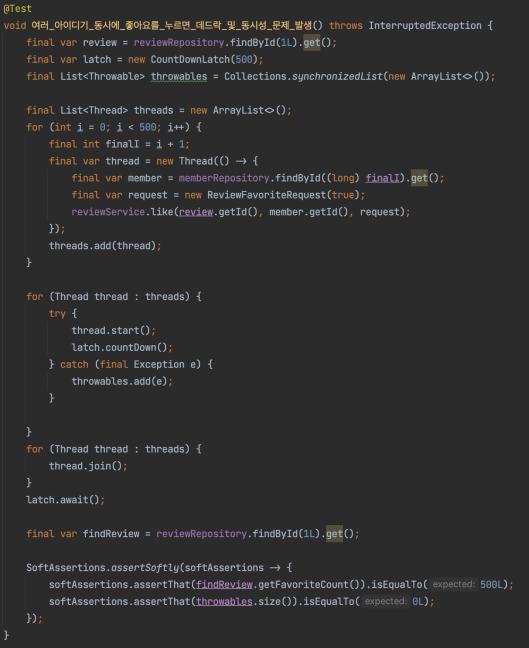 @Test
void 여러_아이디기_동시에_좋아요를_누르면_데드락_및_동시성_문제_발생() throws InterruptedException {
    final var review = reviewRepository.findById(1L).get();
    final var latch = new CountDownLatch(500);
    final List<Throwable> throwables = Collections.synchronizedList(new ArrayList<>());

    final List<Thread> threads = new ArrayList<>();
    for (int i = 0; i < 500; i++) {
        final int finalI = i + 1;
        final var thread = new Thread(() -> {
            final var member = memberRepository.findById((long) finalI).get();
            final var request = new ReviewFavoriteRequest(true);
            reviewService.like(review.getId(), member.getId(), request);
        });
        threads.add(thread);
    }

    for (Thread thread : threads) {
        try {
            thread.start();
            latch.countDown();
        } catch (final Exception e) {
            throwables.add(e);
        }

    }
    for (Thread thread : threads) {
        thread.join();
    }
    latch.await();

    final var findReview = reviewRepository.findById(1L).get();

    SoftAssertions.assertSoftly(softAssertions -> {
        softAssertions.assertThat(findReview.getFavoriteCount()).isEqualTo( expected: 500L);
        softAssertions.assertThat(throwables.size()).isEqualTo( expected: 0L);
    });
}